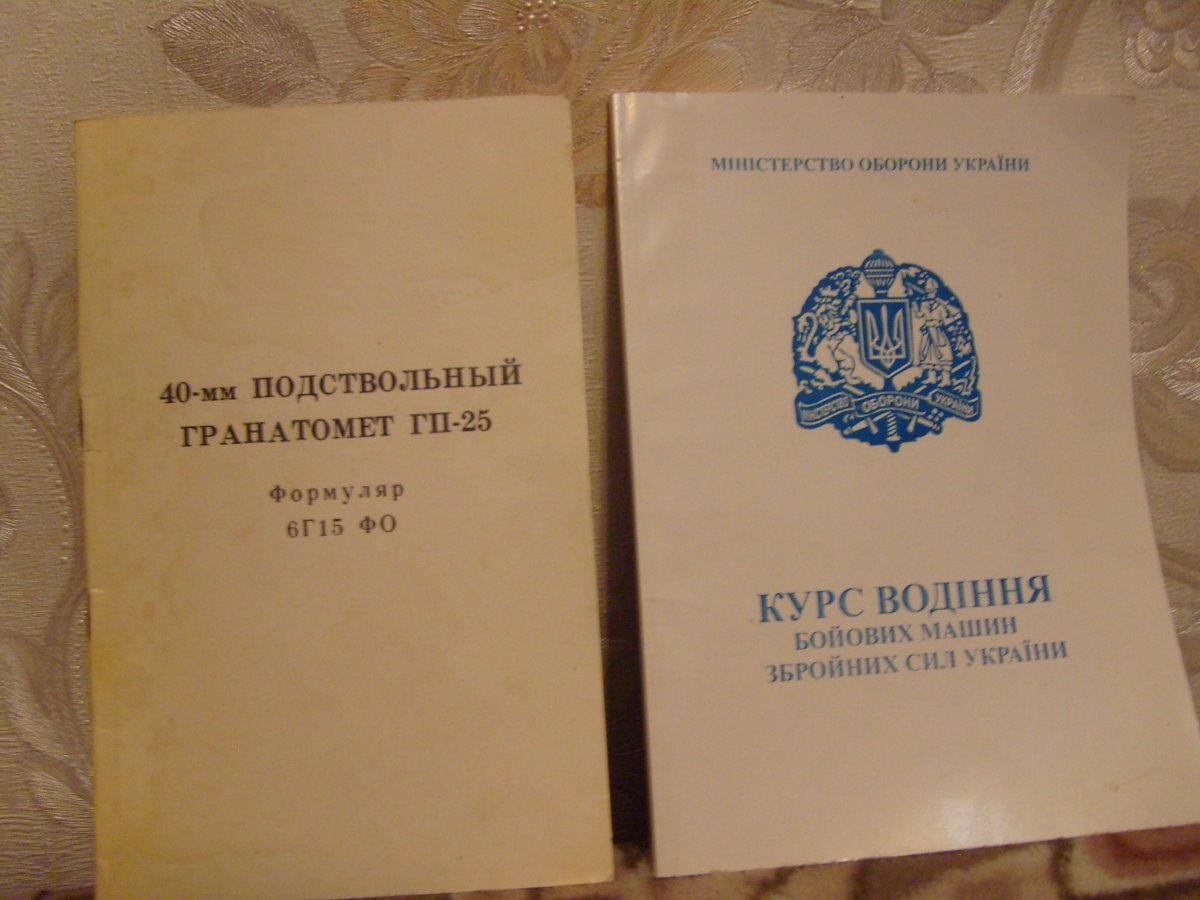 40-мм ПОДСТВОЛЬНЫЙ
ГРАНАТОМЕТ ГП-25
Формуляр
6Г15 ФО
МІНІСТЕРСТВО ОБОРОНИ УКРАЇНИ
МІНІСТЕРСТВО ОБОРОНИ УКРАЇНИ
КУРС ВОДІННЯ
БОЙОВИХ МАШИН
ЗБРОЙНИХ СИЛ УКРАЇНИ